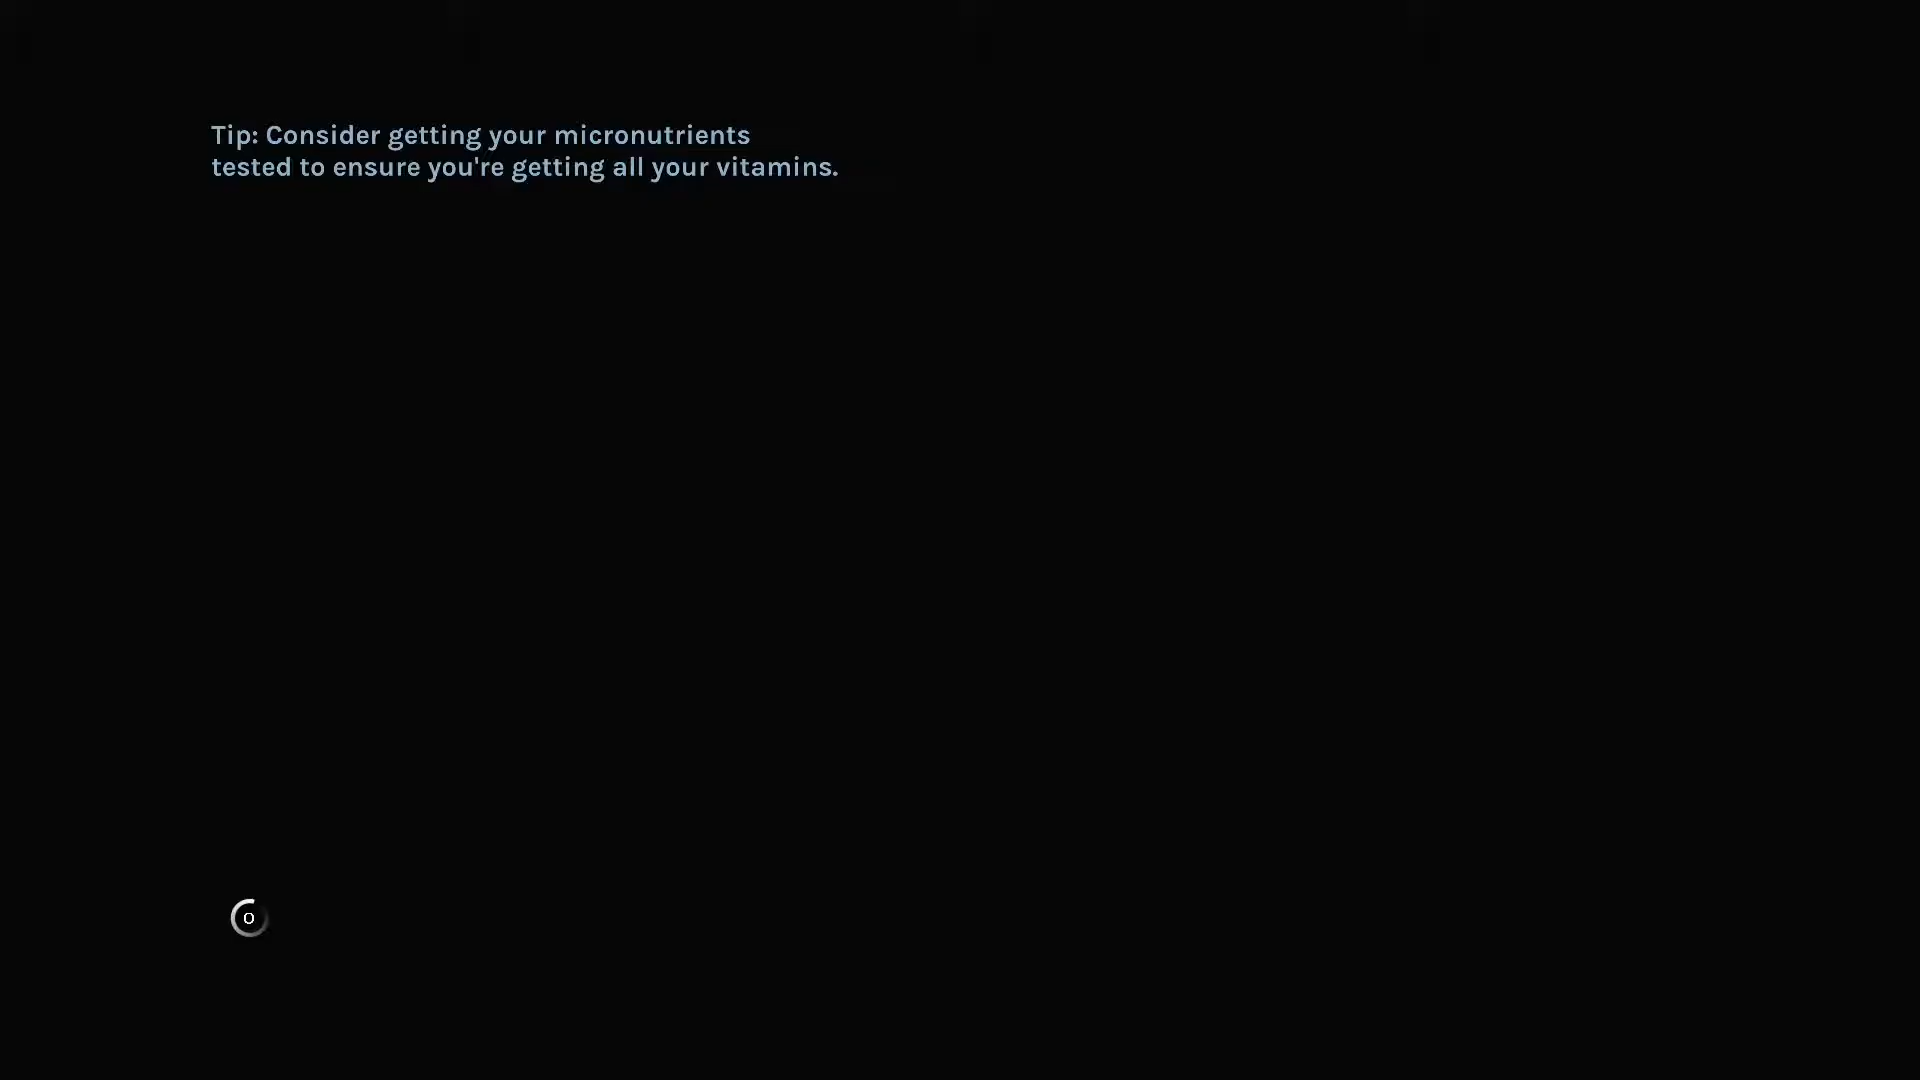 Tip: Consider getting your micronutrients
tested to ensure you're getting all your vitamins.
0